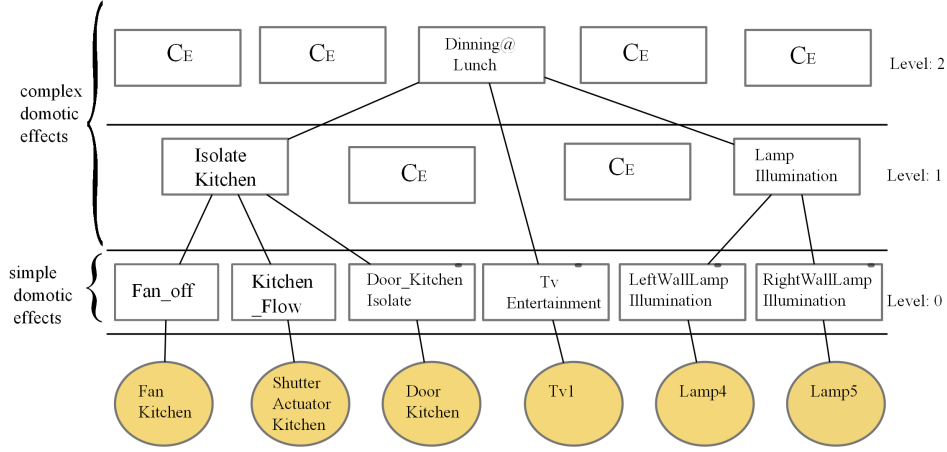 CE
CE
Dinning@
Lunch
CE
CE
Level: 2
complex
domotic
effects
Isolate
Kitchen
CE
CE
Lamp
Illumination
Level: 1
simple
domotic
effects
Fan_off
Kitchen
_Flow
Door_Kitchen
Isolate
Tv
Entertainment
LeftWallLamp
Illumination
RightWallLamp
Illumination
Level: 0
Fan
Kitchen
Shutter
Actuator
Kitchen
Door
Kitchen
Tv1
Lamp4
Lamp5